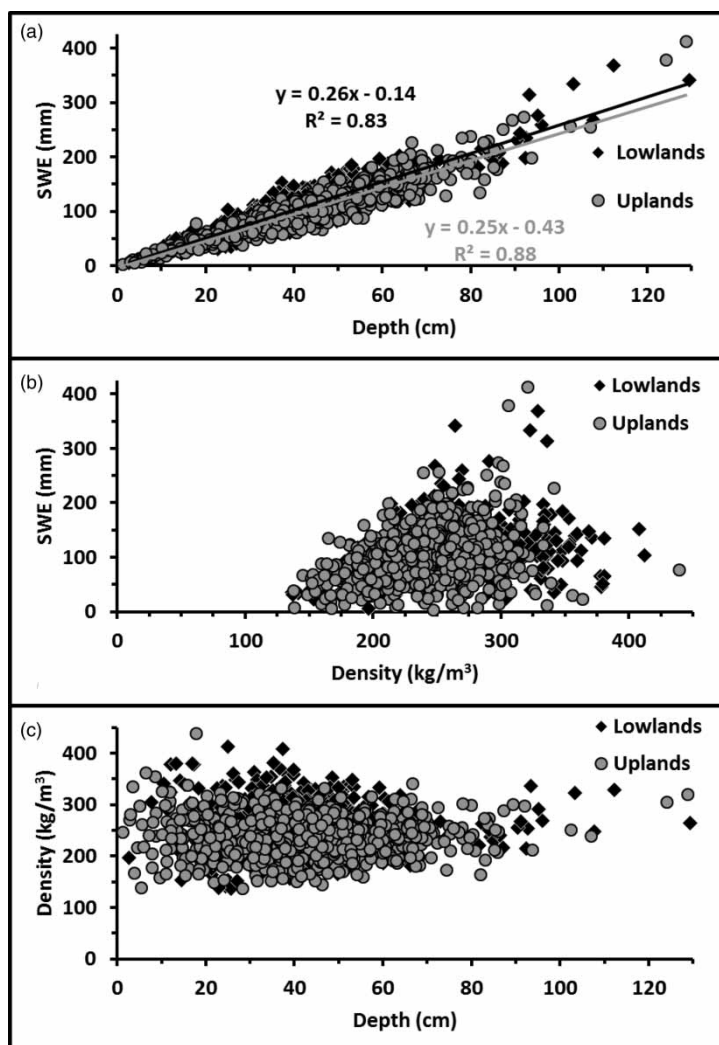 (a)
400
300
200
100
0
SWE (mm)
y = 0.26x - 0.14
R² = 0.83
Lowlands
Uplands
y = 0.25x - 0.43
R² = 0.88
0 20 40 60 80 100 120
Depth (cm)
(b)
400
300
200
100
0
SWE (mm)
Lowlands
Uplands
0 100 200 300 400
Density (kg/m³)
(c)
400
300
200
100
0
Density (kg/m³)
Lowlands
Uplands
0 20 40 60 80 100 120
Depth (cm)